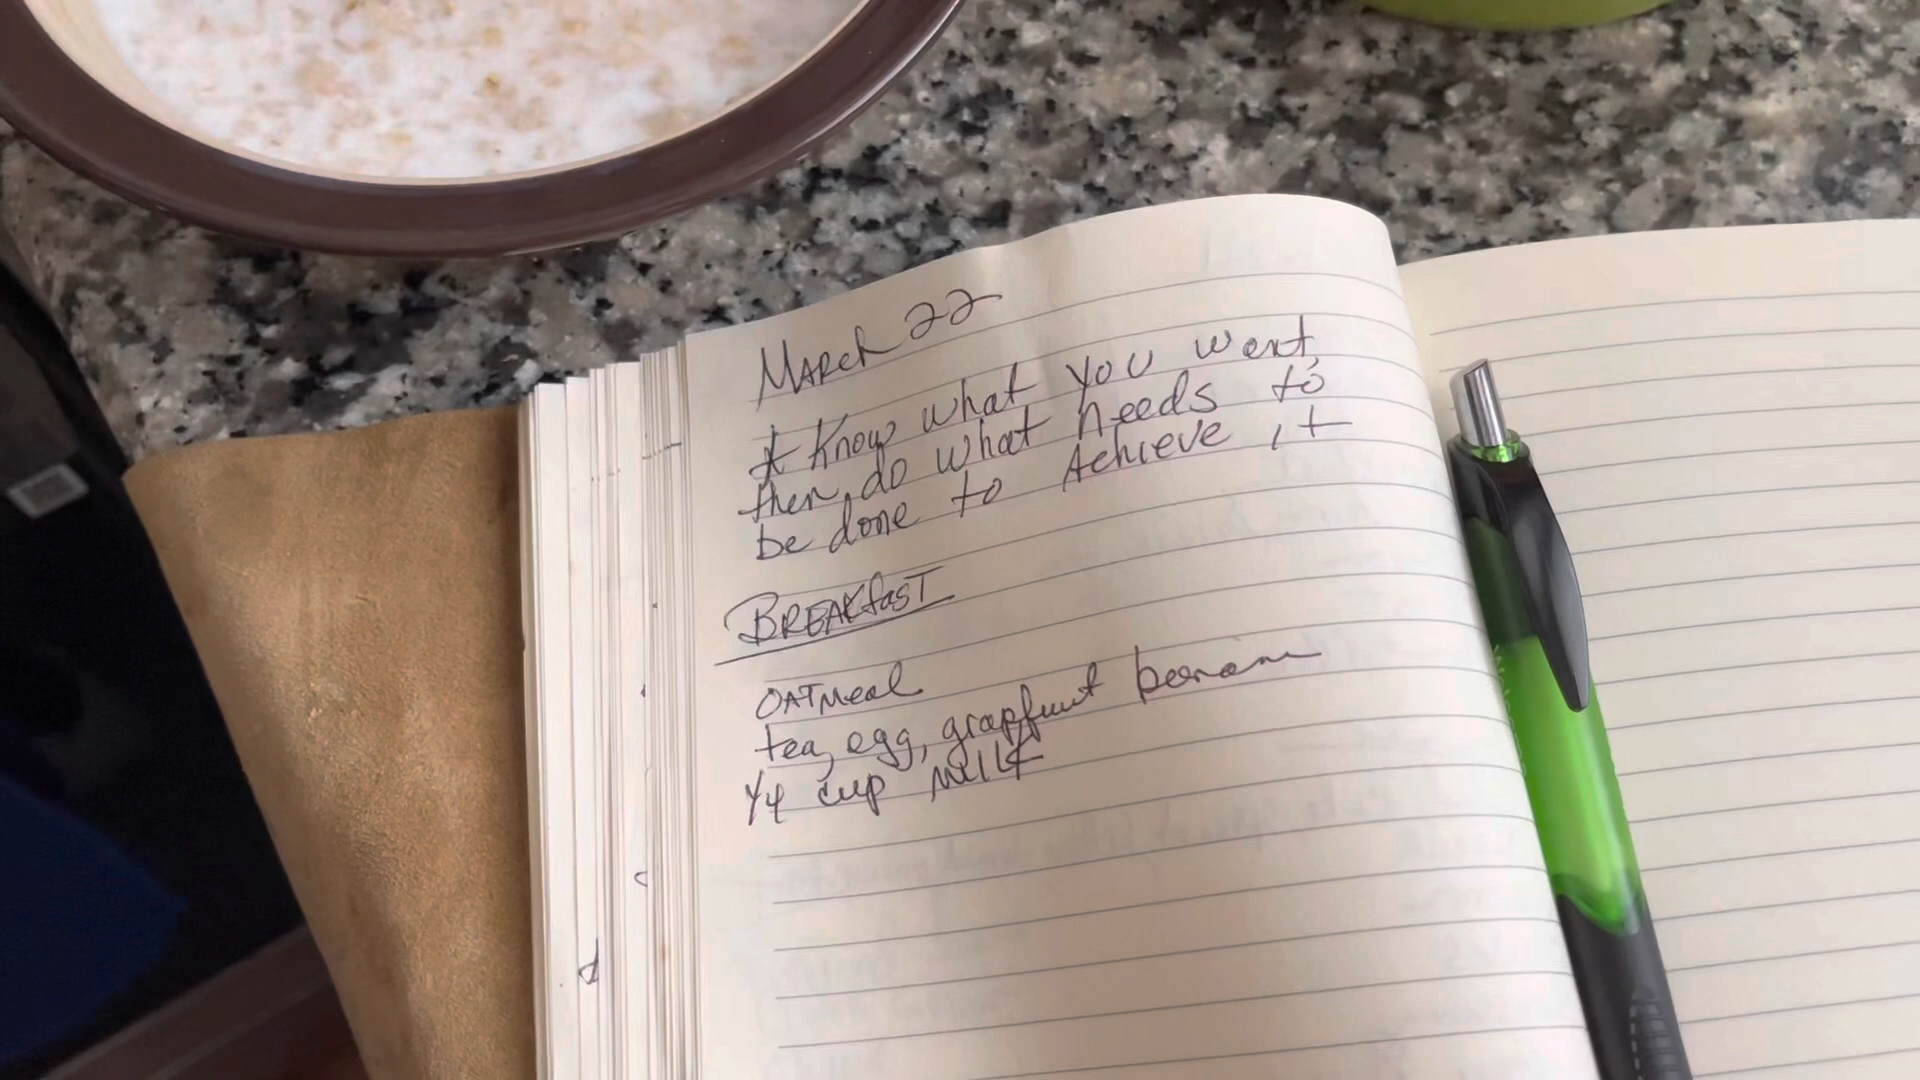 March 22
* Know what you want,
then do what needs to
be done to Achieve it
BREAKfasT
OATmeal
tea, egg, grapfruit banana
1/4 cup milk